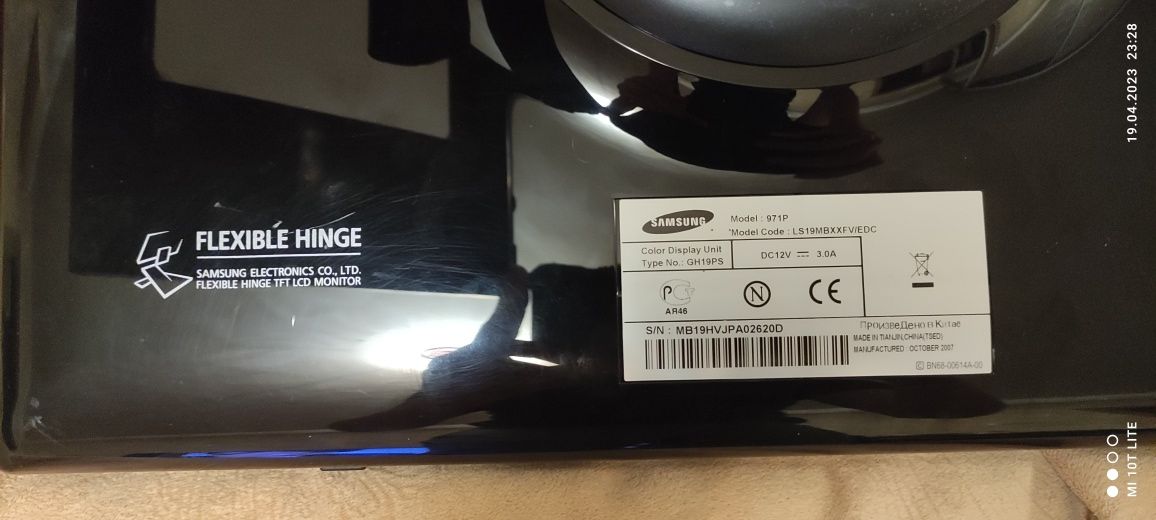 FLEXIBLE HINGE
SAMSUNG ELECTRONICS CO., LTD.
FLEXIBLE HINGE TFT LCD MONITOR
SAMSUNG
Model : 971P
Model Code : LS19MBXXFV/EDC
Color Display Unit
Type No.: GH19PS
DC12V ⎓ 3.0A
АЯ46
N
CE
S/N : MB19HVJPA02620D
ПроизвеДено в Китае
MADE IN TIANJIN,CHINA(TSED)
MANUFACTURED : OCTOBER 2007
Ⓒ BN68-00614A-00
19.04.2023 23:28
MI 10T LITE